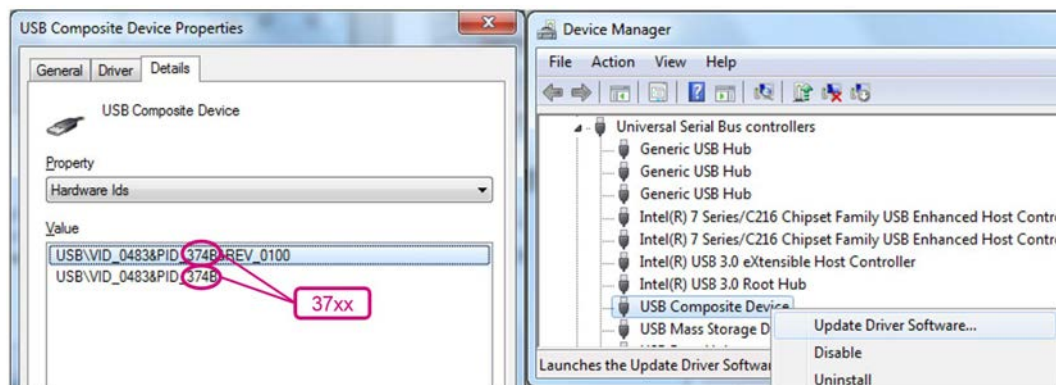 USB Composite Device Properties
General Driver Details
USB Composite Device
Property
Hardware Ids
Value
USB\VID_0483&PID_374B&REV_0100
USB\VID_0483&PID_374B
37xx
Device Manager
File Action View Help
Universal Serial Bus controllers
Generic USB Hub
Generic USB Hub
Generic USB Hub
Intel(R) 7 Series/C216 Chipset Family USB Enhanced Host Contr
Intel(R) 7 Series/C216 Chipset Family USB Enhanced Host Contr
Intel(R) USB 3.0 eXtensible Host Controller
Intel(R) USB 3.0 Root Hub
USB Composite Device
USB Mass Storage D
Launches the Update Driver Softwa
Update Driver Software...
Disable
Uninstall